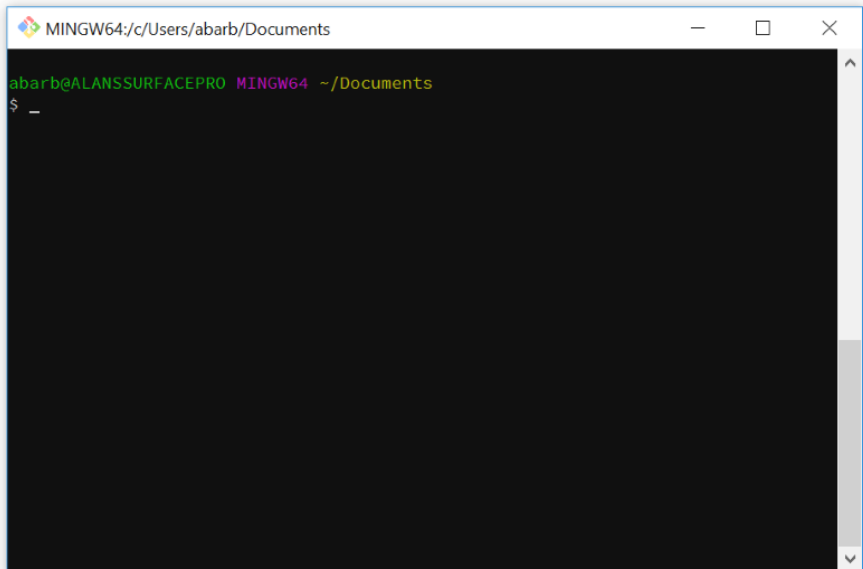 MINGW64:/c/Users/abarb/Documents
abarb@ALANSSURFACEPRO MINGW64 ~/Documents
$ _